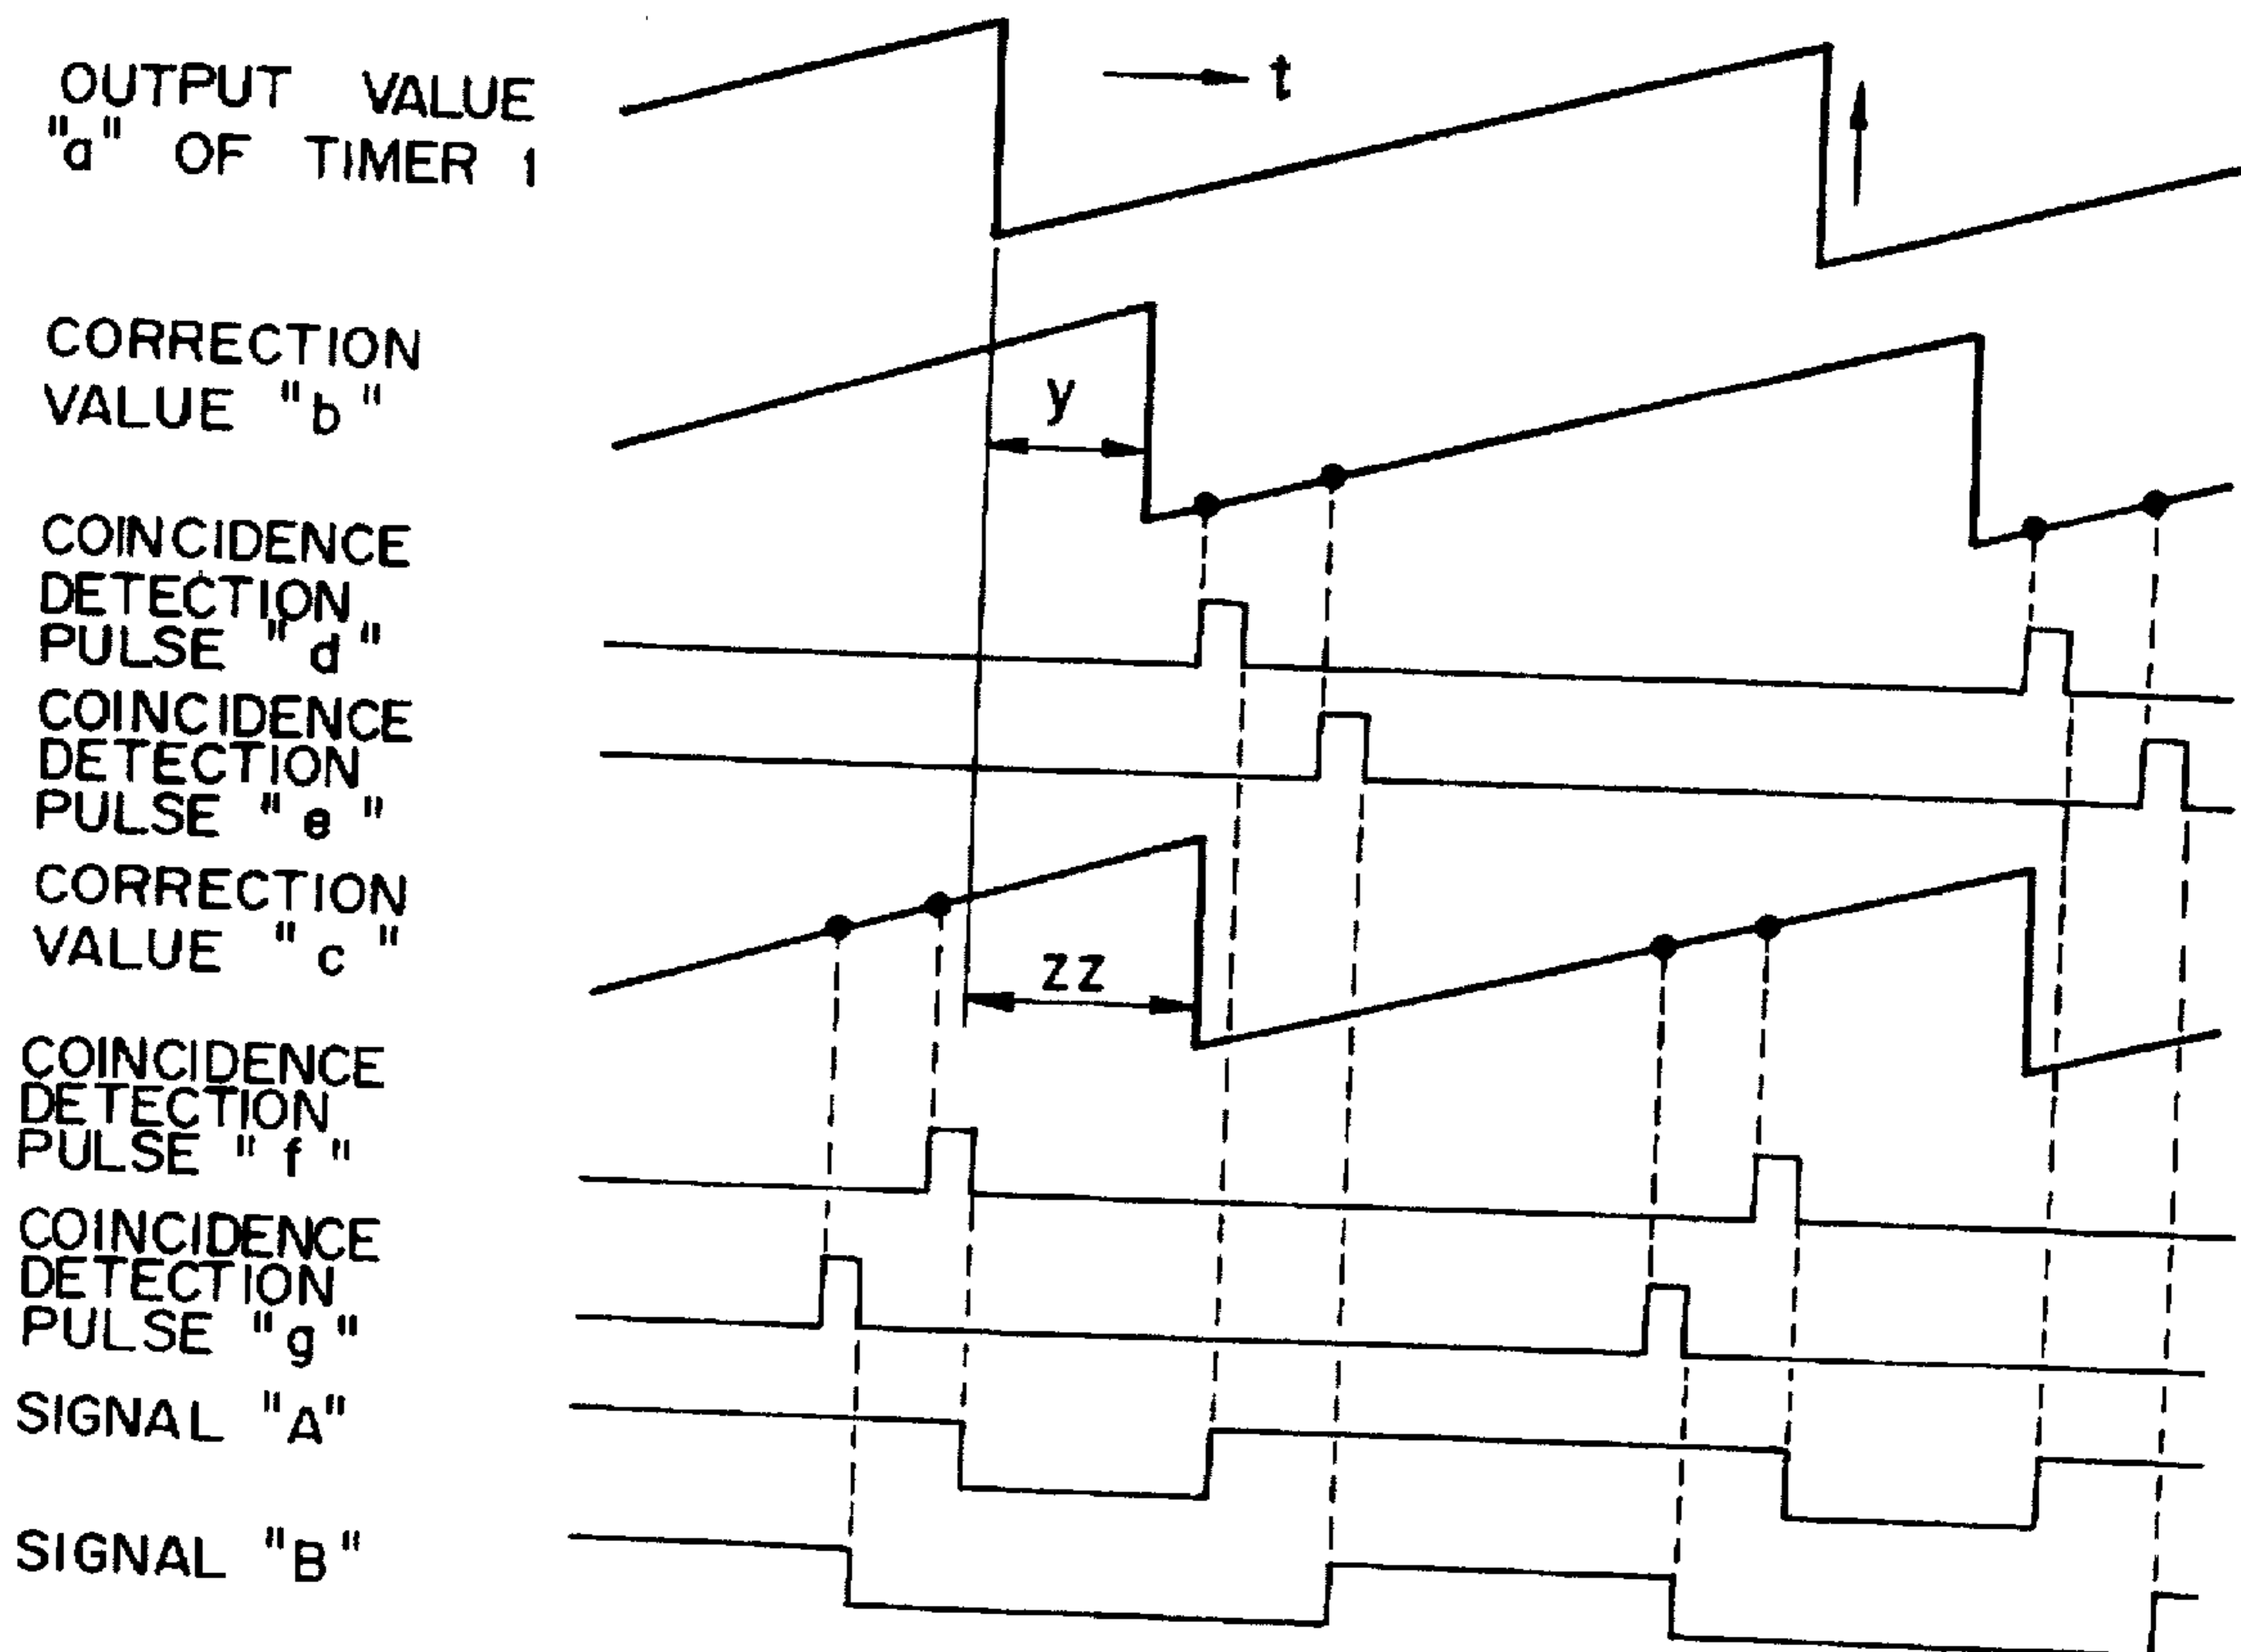 OUTPUT VALUE
"a" OF TIMER 1
t
CORRECTION
VALUE "b"
y
COINCIDENCE
DETECTION
PULSE "d"
COINCIDENCE
DETECTION
PULSE "e"
CORRECTION
VALUE "c"
ZZ
COINCIDENCE
DETECTION
PULSE "f"
COINCIDENCE
DETECTION
PULSE "g"
SIGNAL "A"
SIGNAL "B"